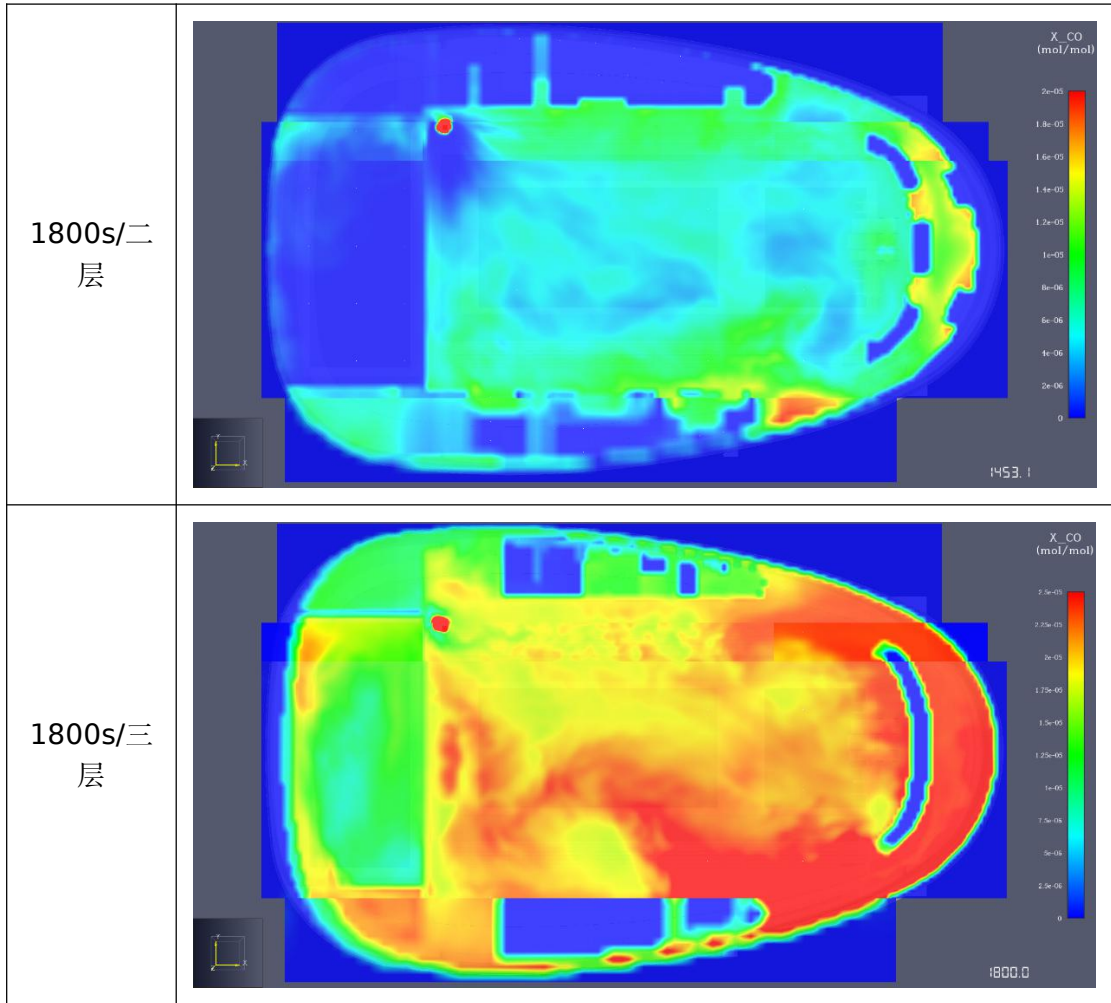 1800s/二
层
X_CO
(mol/mol)
2e-05
1.8e-05
1.6e-05
1.4e-05
1.2e-05
1e-05
8e-06
6e-06
4e-06
2e-06
0
Y
X
Z
1453.1
1800s/三
层
X_CO
(mol/mol)
2.5e-05
2.25e-05
2e-05
1.75e-05
1.5e-05
1.25e-05
1e-05
7.5e-06
5e-06
2.5e-06
0
Y
X
Z
1800.0